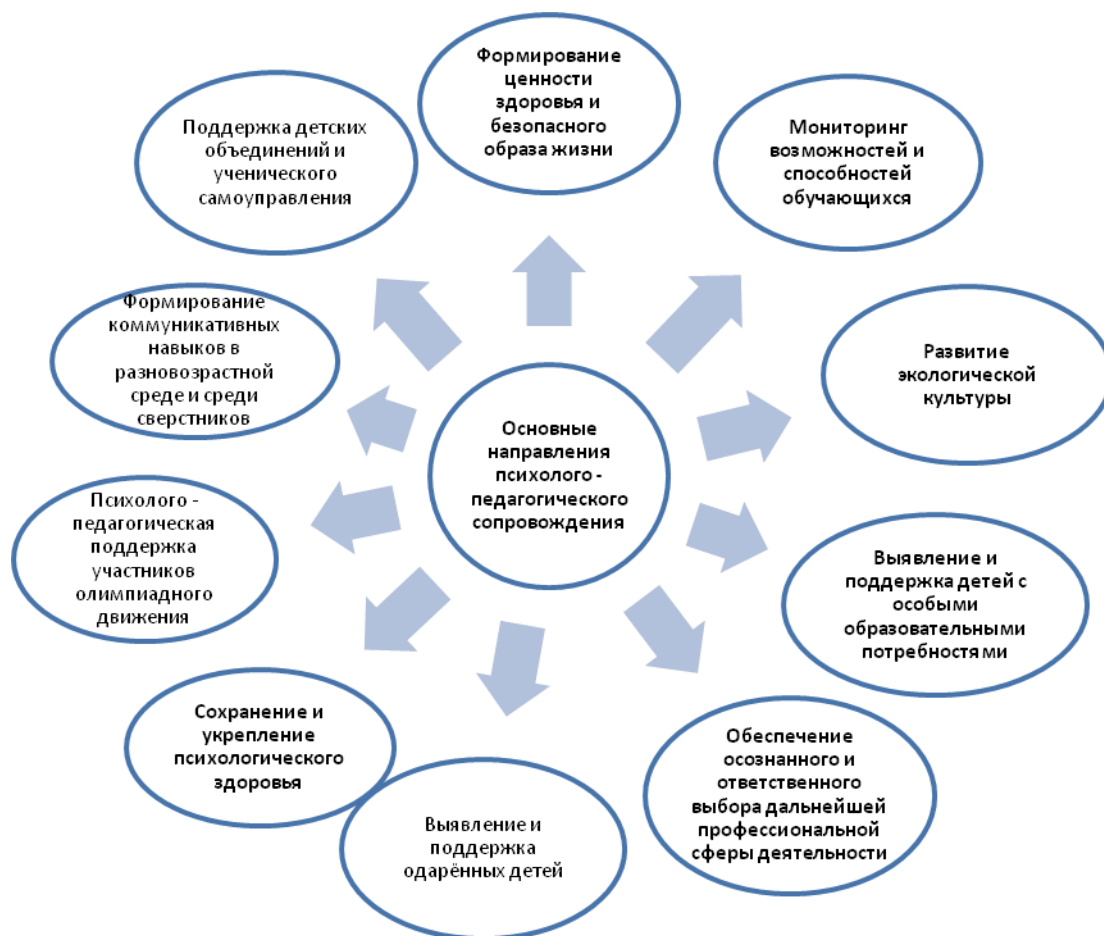 Формирование
ценности
здоровья и
безопасного
образа жизни
Мониторинг
возможностей и
способностей
обучающихся
Развитие
экологической
культуры
Выявление и
поддержка детей с
особыми
образовательными
потребностями
Обеспечение
осознанного и
ответственного
выбора дальнейшей
профессиональной
сферы деятельности
Выявление и
поддержка
одарённых детей
Сохранение и
укрепление
психологического
здоровья
Психолого -
педагогическая
поддержка
участников
олимпиадного
движения
Формирование
коммуникативных
навыков в
разновозрастной
среде и среди
сверстников
Поддержка детских
объединений и
ученического
самоуправления
Основные
направления
психолого -
педагогического
сопровождения